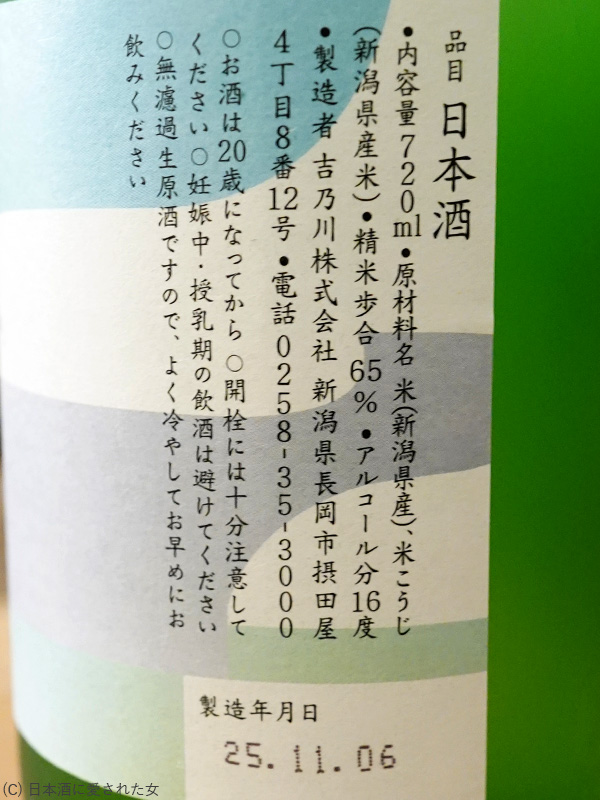 品目 日本酒
●内容量720ml●原材料名 米(新潟県産)、米こうじ
(新潟県産米)●精米歩合 65%●アルコール分16度
●製造者 吉乃川株式会社 新潟県長岡市摂田屋
4丁目8番12号●電話 0258-35-3000
○お酒は20歳になってから ○開栓には十分注意して
ください ○妊娠中・授乳期の飲酒は避けてください
○無濾過生原酒ですので、よく冷やしてお早めにお
飲みください
製造年月日
25.11.06
(C) 日本酒に愛された女